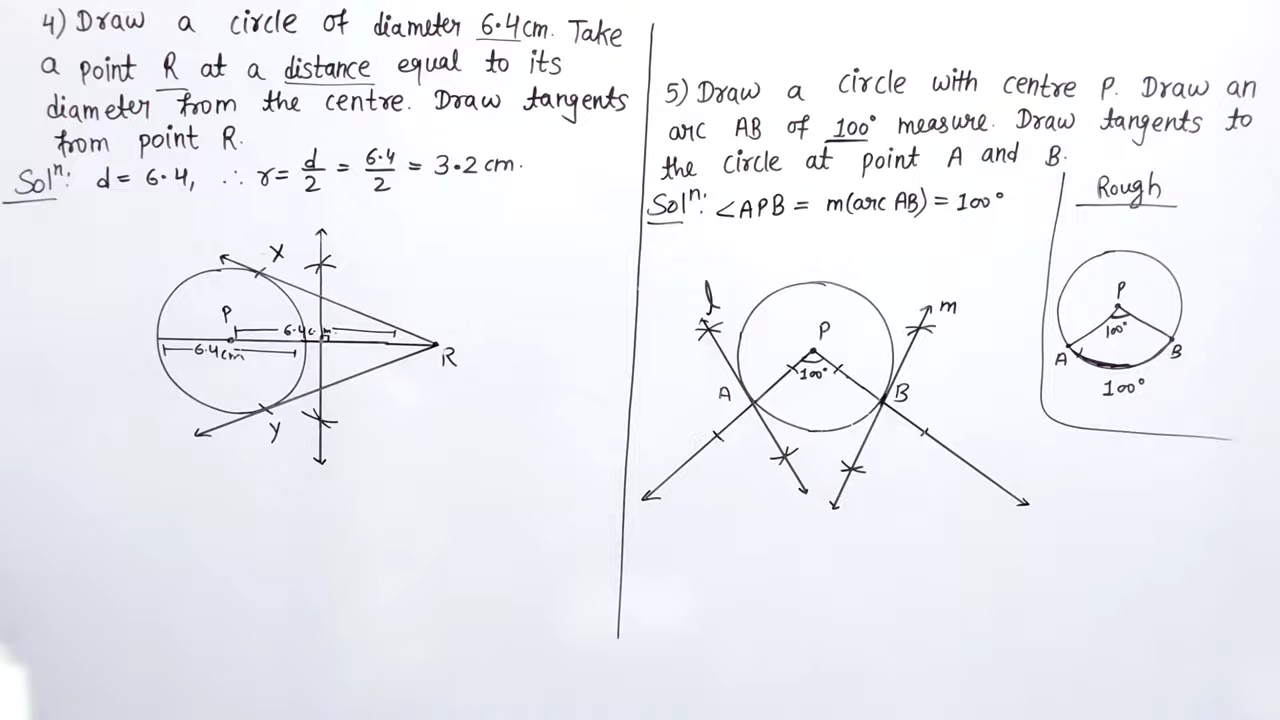 4) Draw a circle of diameter 6.4cm. Take
a point R at a distance equal to its
diameter from the centre. Draw tangents
from point R.
Solⁿ: d = 6.4, ∴ r = d/2 = 6.4/2 = 3.2 cm.
X
P
6.4cm
6.4cm
R
Y
5) Draw a circle with centre P. Draw an
arc AB of 100° measure. Draw tangents to
the circle at point A and B.
Solⁿ: ∠APB = m(arc AB) = 100°
l
m
P
100°
A
B
Rough
P
100°
A
B
100°